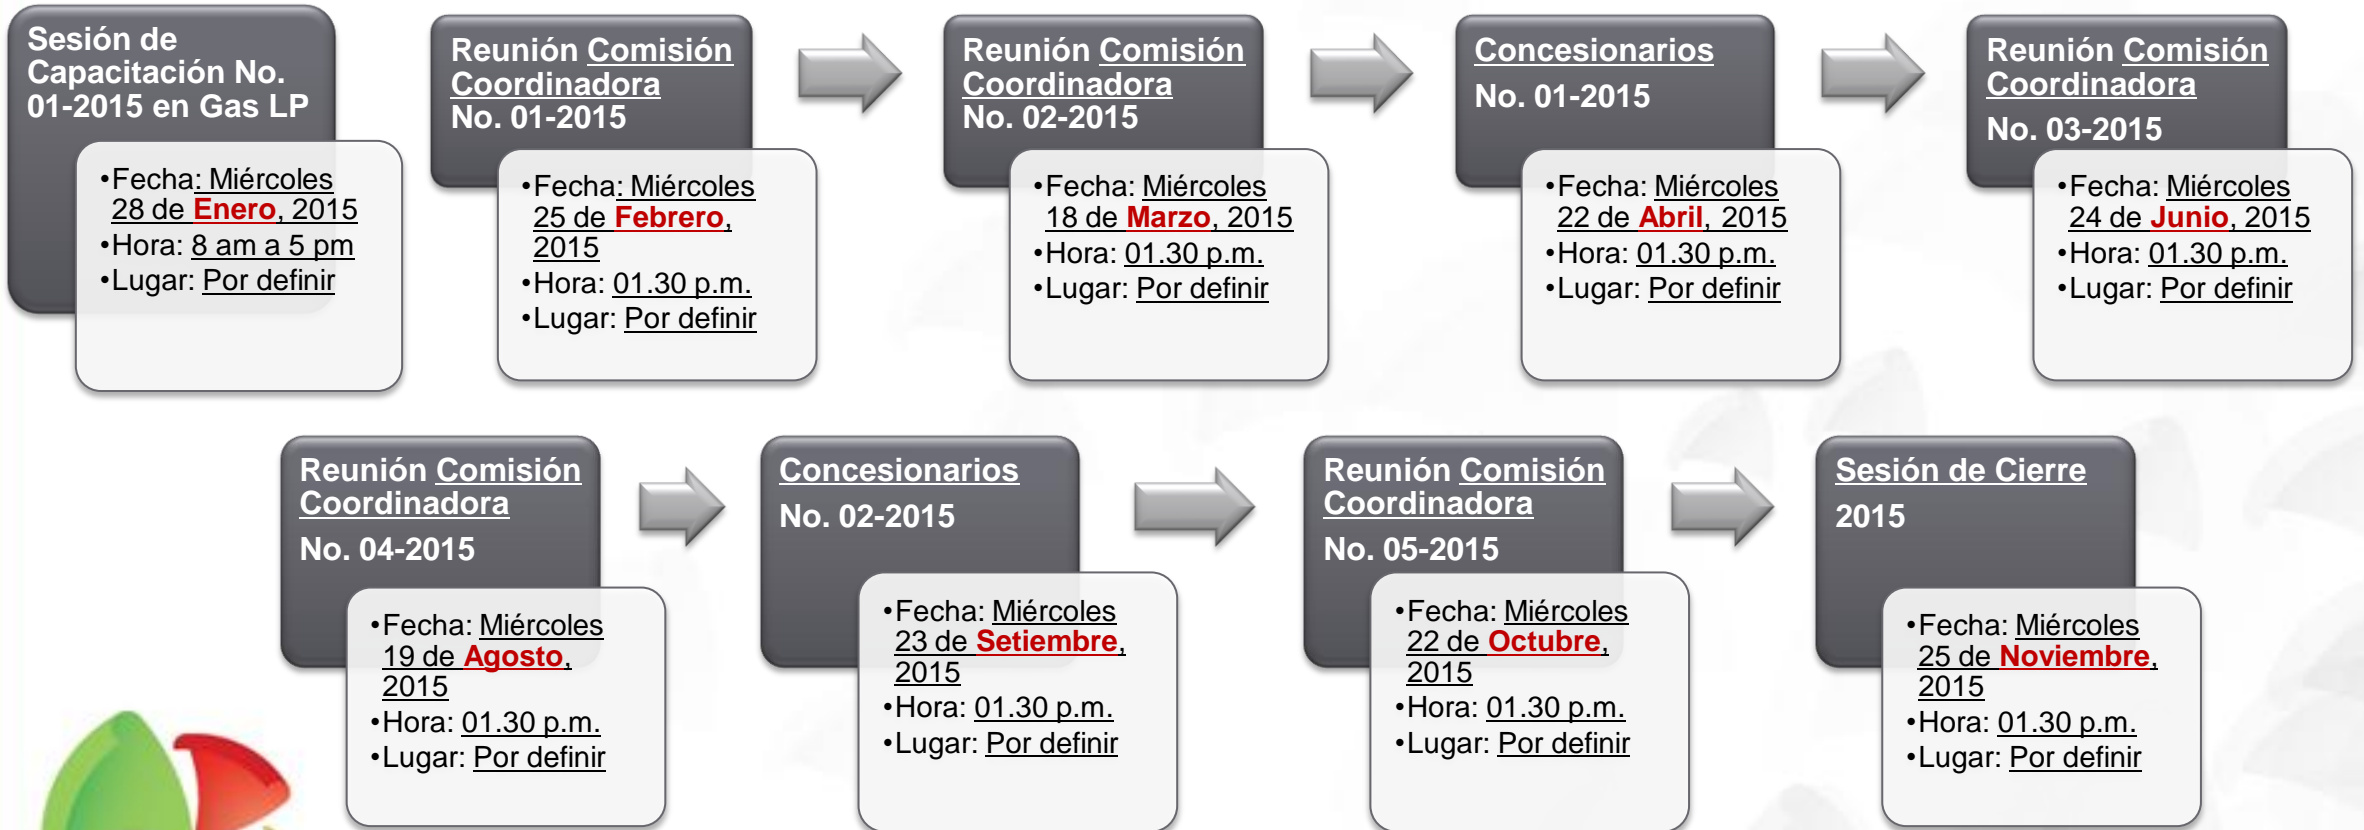 Sesión de
Capacitación No.
01-2015 en Gas LP
•Fecha: Miércoles
28 de Enero, 2015
•Hora: 8 am a 5 pm
•Lugar: Por definir
Reunión Comisión
Coordinadora
No. 01-2015
•Fecha: Miércoles
25 de Febrero,
2015
•Hora: 01.30 p.m.
•Lugar: Por definir
Reunión Comisión
Coordinadora
No. 02-2015
•Fecha: Miércoles
18 de Marzo, 2015
•Hora: 01.30 p.m.
•Lugar: Por definir
Concesionarios
No. 01-2015
•Fecha: Miércoles
22 de Abril, 2015
•Hora: 01.30 p.m.
•Lugar: Por definir
Reunión Comisión
Coordinadora
No. 03-2015
•Fecha: Miércoles
24 de Junio, 2015
•Hora: 01.30 p.m.
•Lugar: Por definir
Reunión Comisión
Coordinadora
No. 04-2015
•Fecha: Miércoles
19 de Agosto,
2015
•Hora: 01.30 p.m.
•Lugar: Por definir
Concesionarios
No. 02-2015
•Fecha: Miércoles
23 de Setiembre,
2015
•Hora: 01.30 p.m.
•Lugar: Por definir
Reunión Comisión
Coordinadora
No. 05-2015
•Fecha: Miércoles
22 de Octubre,
2015
•Hora: 01.30 p.m.
•Lugar: Por definir
Sesión de Cierre
2015
•Fecha: Miércoles
25 de Noviembre,
2015
•Hora: 01.30 p.m.
•Lugar: Por definir